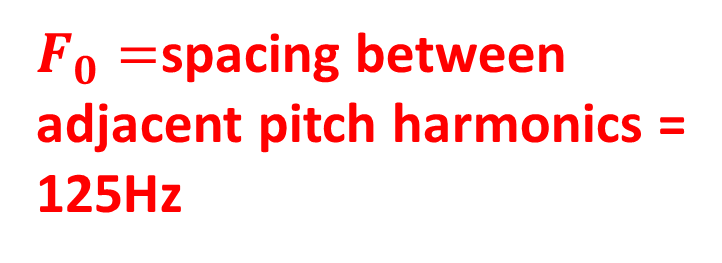 F₀ =spacing between
adjacent pitch harmonics =
125Hz